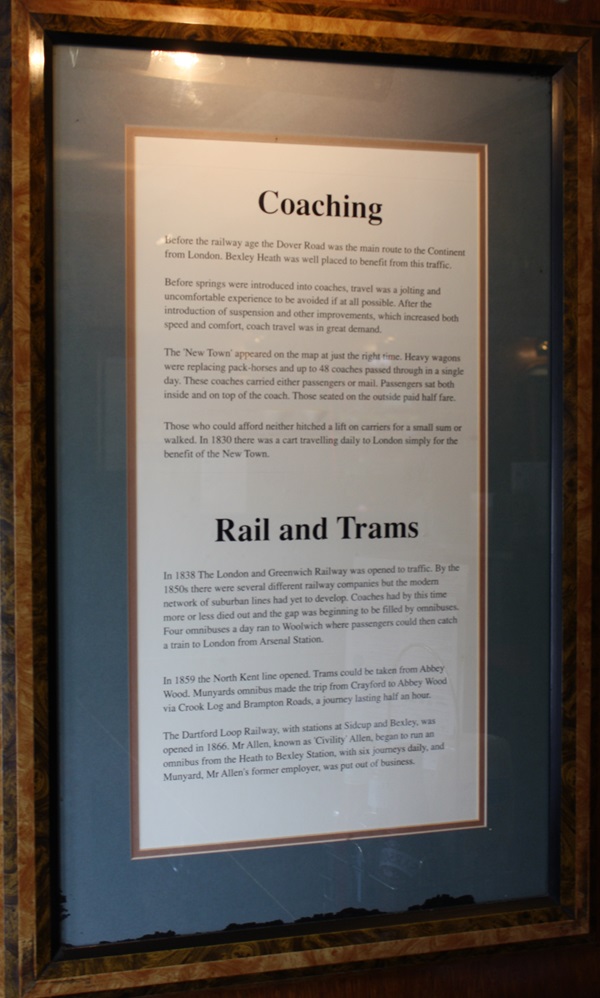 Coaching
Before the railway age the Dover Road was the main route to the Continent
from London. Bexley Heath was well placed to benefit from this traffic.
Before springs were introduced into coaches, travel was a jolting and
uncomfortable experience to be avoided if at all possible. After the
introduction of suspension and other improvements, which increased both
speed and comfort, coach travel was in great demand.
The 'New Town' appeared on the map at just the right time. Heavy wagons
were replacing pack-horses and up to 48 coaches passed through in a single
day. These coaches carried either passengers or mail. Passengers sat both
inside and on top of the coach. Those seated on the outside paid half fare.
Those who could afford neither hitched a lift on carriers for a small sum or
walked. In 1830 there was a cart travelling daily to London simply for the
benefit of the New Town.
Rail and Trams
In 1838 The London and Greenwich Railway was opened to traffic. By the
1850s there were several different railway companies but the modern
network of suburban lines had yet to develop. Coaches had by this time
more or less died out and the gap was beginning to be filled by omnibuses.
Four omnibuses a day ran to Woolwich where passengers could then catch
a train to London from Arsenal Station.
In 1859 the North Kent line opened. Trams could be taken from Abbey
Wood. Munyards omnibus made the trip from Crayford to Abbey Wood
via Crook Log and Brampton Roads, a journey lasting half an hour.
The Dartford Loop Railway, with stations at Sidcup and Bexley, was
opened in 1866. Mr Allen, known as 'Civility' Allen, began to run an
omnibus from the Heath to Bexley Station, with six journeys daily, and
Munyard, Mr Allen's former employer, was put out of business.